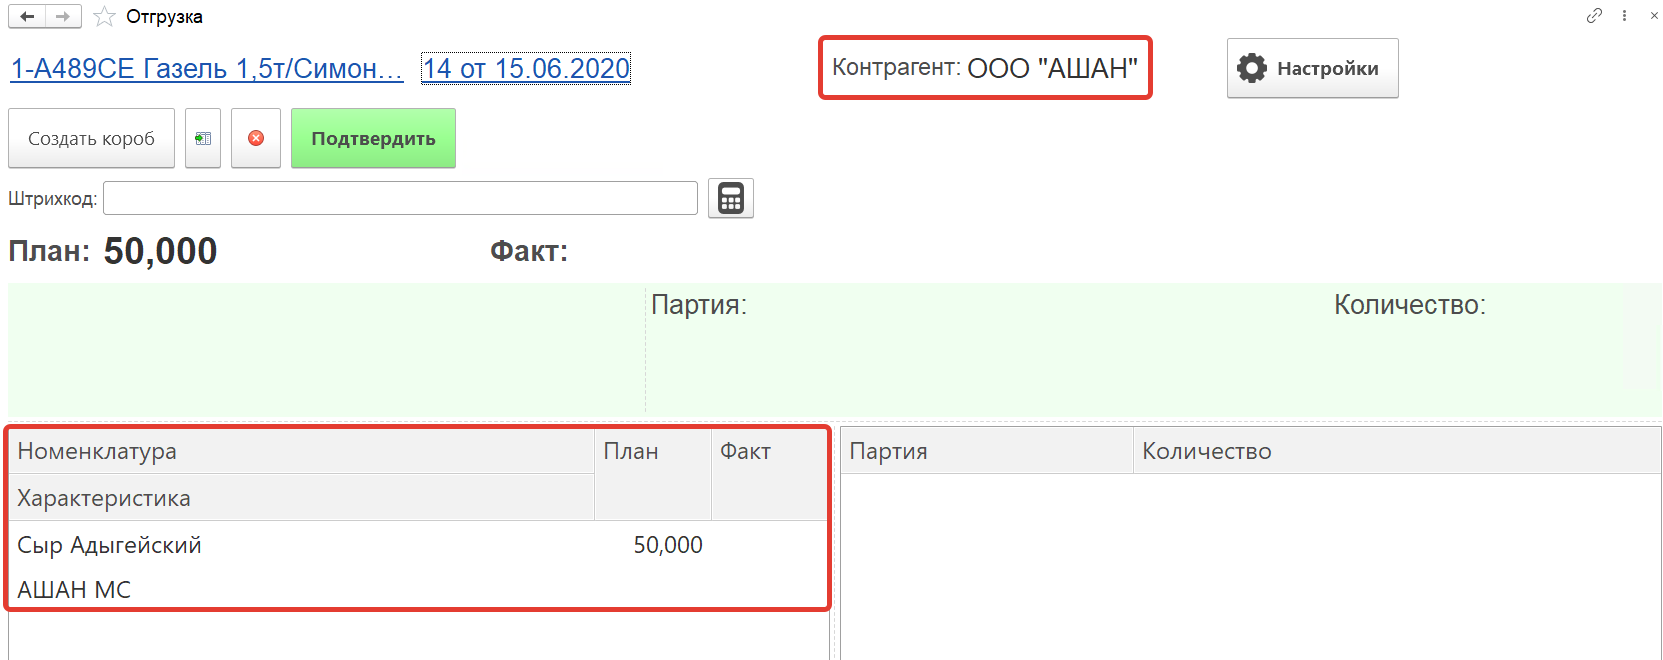 Отгрузка
1-А489СЕ Газель 1,5т/Симон... 14 от 15.06.2020 Контрагент: ООО "АШАН" Настройки
Создать короб Подтвердить
Штрихкод:
План: 50,000 Факт:
Партия: Количество:
Номенклатура План Факт Партия Количество
Характеристика
Сыр Адыгейский 50,000
АШАН МС